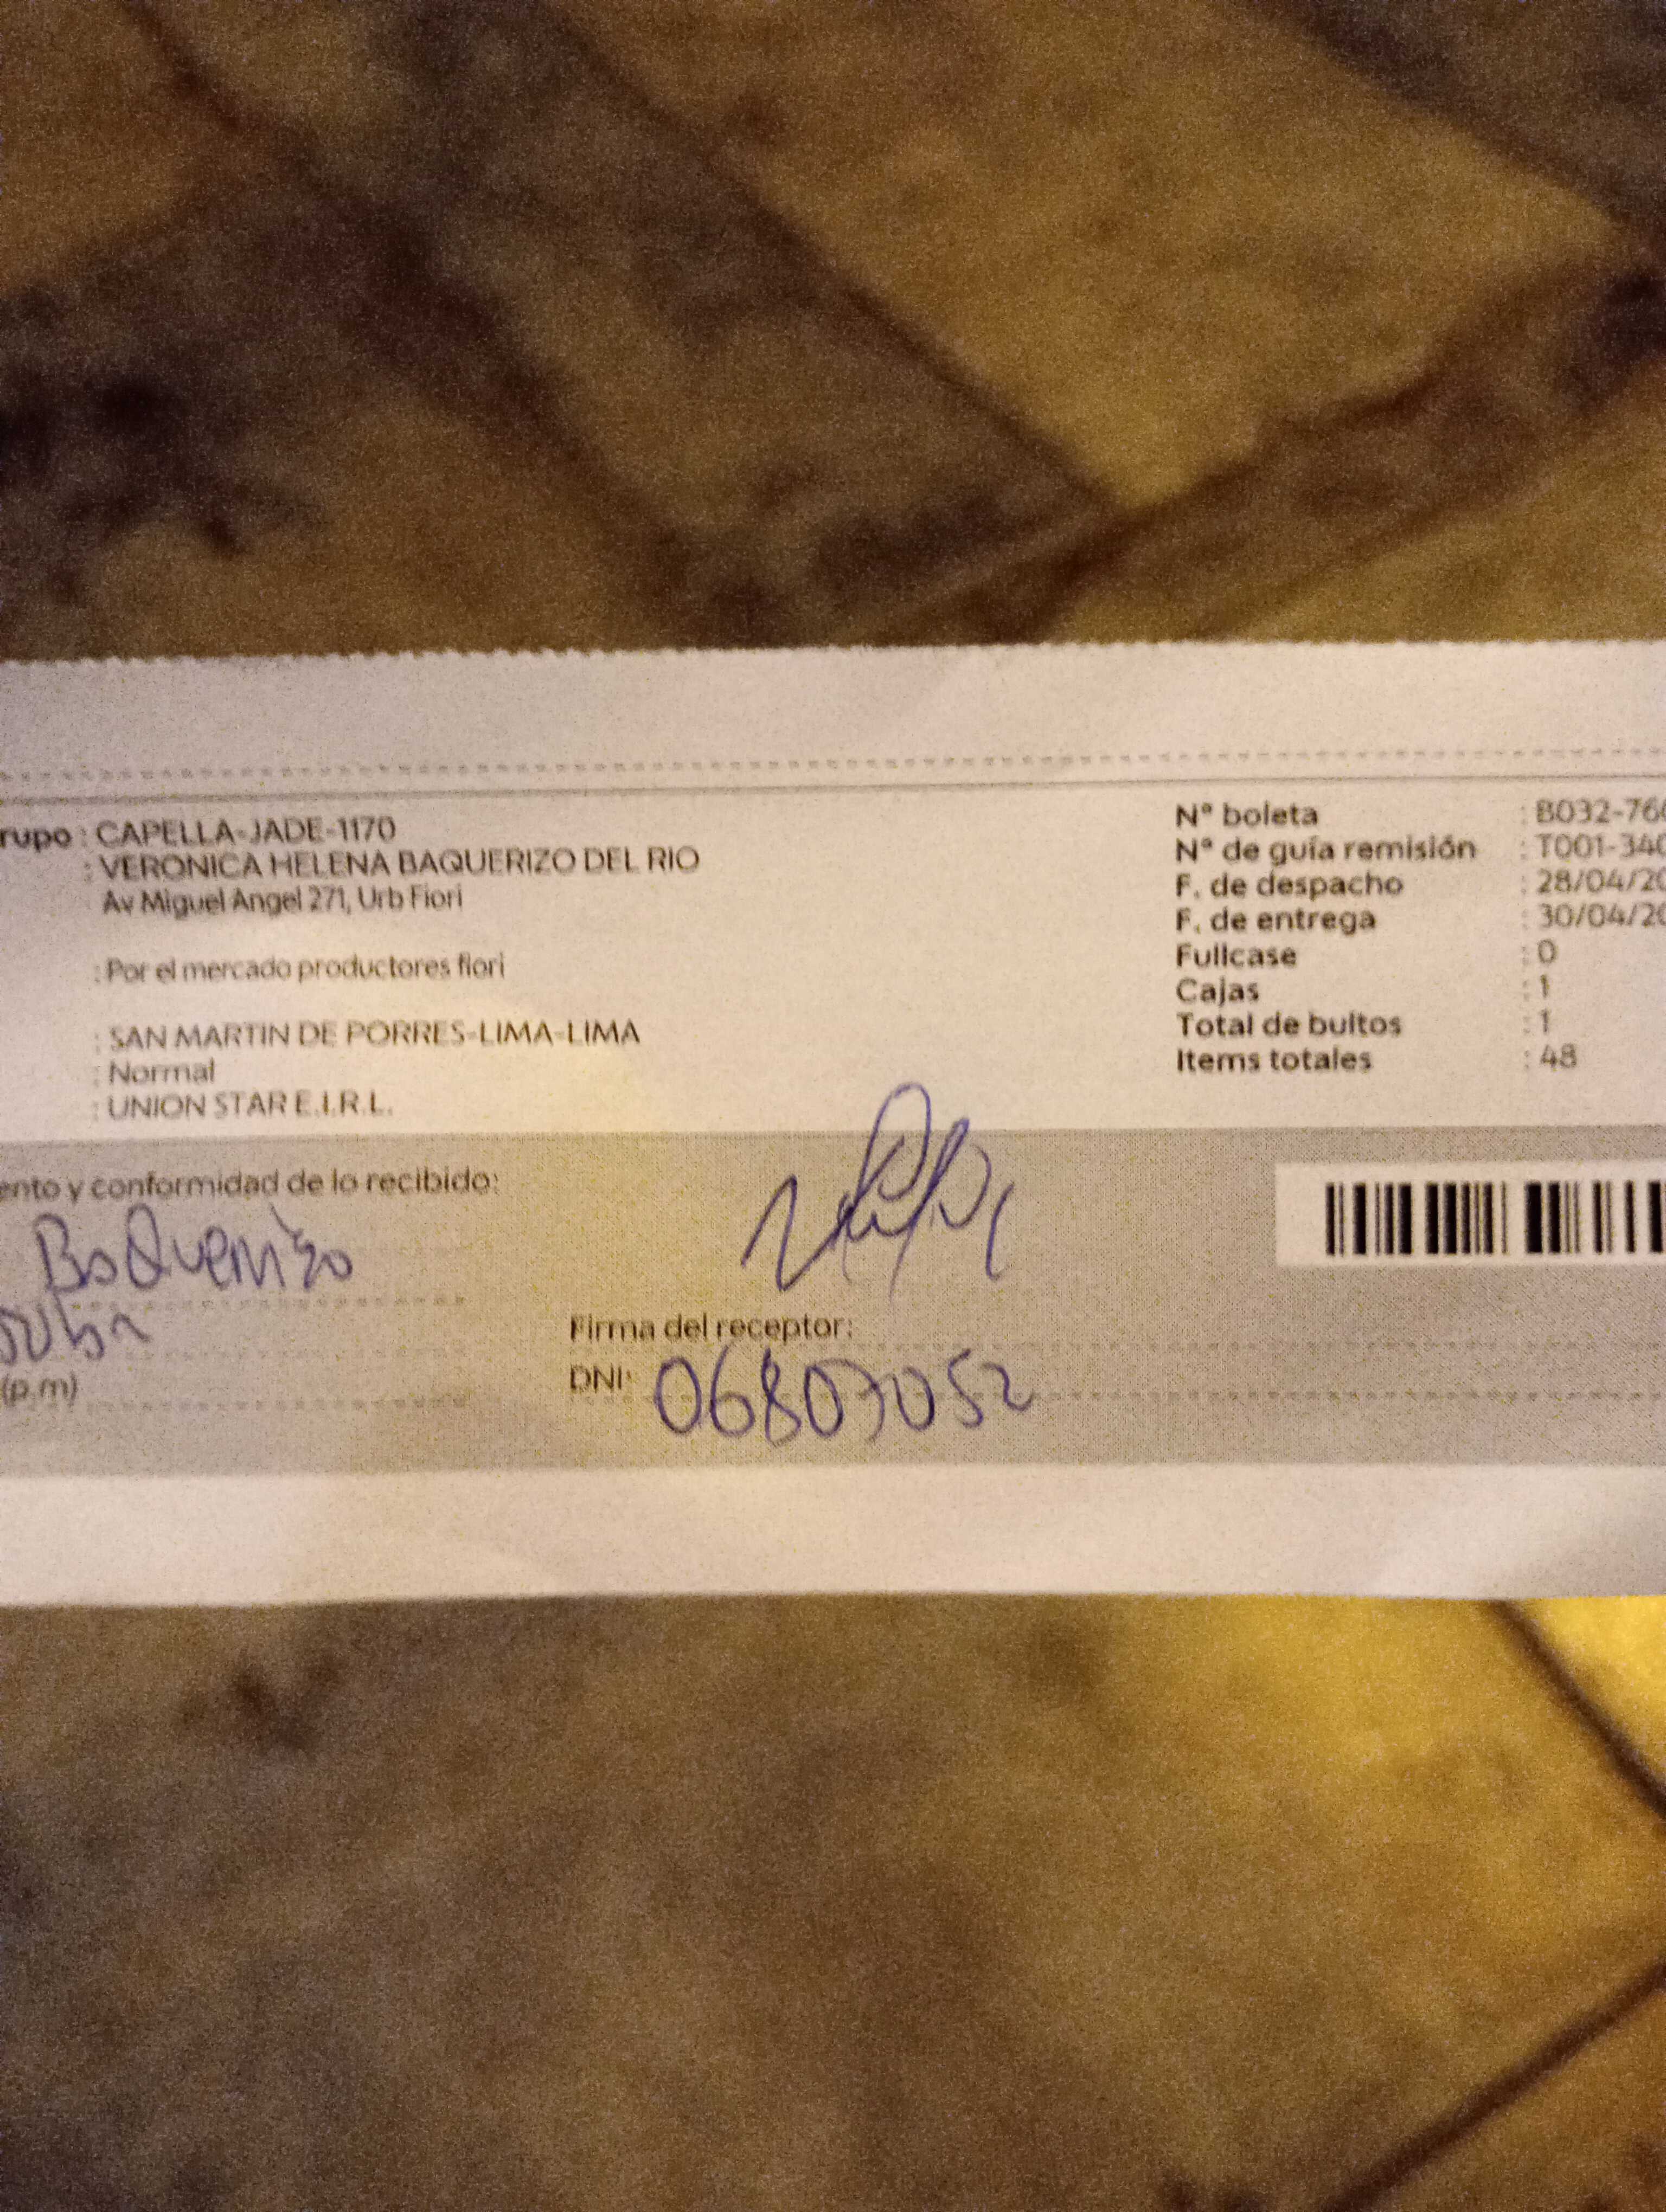 rupo : CAPELLA-JADE-1170
: VERONICA HELENA BAQUERIZO DEL RIO
Av Miguel Angel 271, Urb Fiori
: Por el mercado productores fiori
: SAN MARTIN DE PORRES-LIMA-LIMA
: Normal
: UNION STAR E.I.R.L.
N° boleta : B032-766
N° de guía remisión : T001-340
F. de despacho : 28/04/20
F. de entrega : 30/04/20
Fullcase : 0
Cajas : 1
Total de bultos : 1
Items totales : 48
ento y conformidad de lo recibido:
Baquerizo
(p.m)
Firma del receptor:
DNI: 06807052